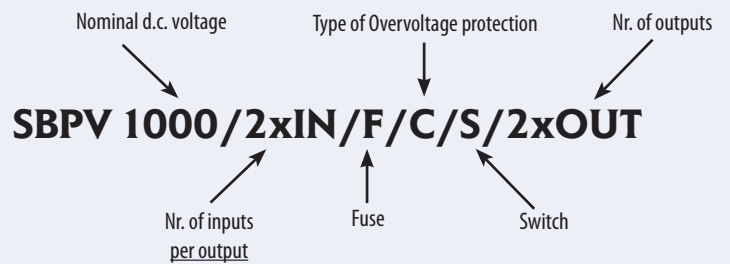 Nominal d.c. voltage
Type of Overvoltage protection
Nr. of outputs
SBPV 1000/2xIN/F/C/S/2xOUT
Nr. of inputs
per output
Fuse
Switch